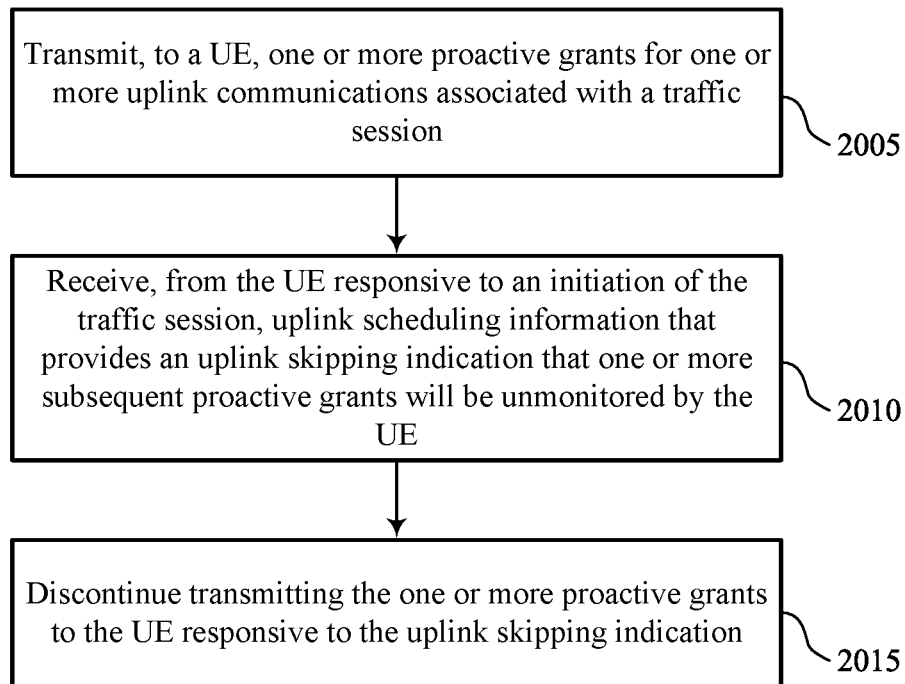 Transmit, to a UE, one or more proactive grants for one or
more uplink communications associated with a traffic
session
2005
Receive, from the UE responsive to an initiation of the
traffic session, uplink scheduling information that
provides an uplink skipping indication that one or more
subsequent proactive grants will be unmonitored by the
UE
2010
Discontinue transmitting the one or more proactive grants
to the UE responsive to the uplink skipping indication
2015